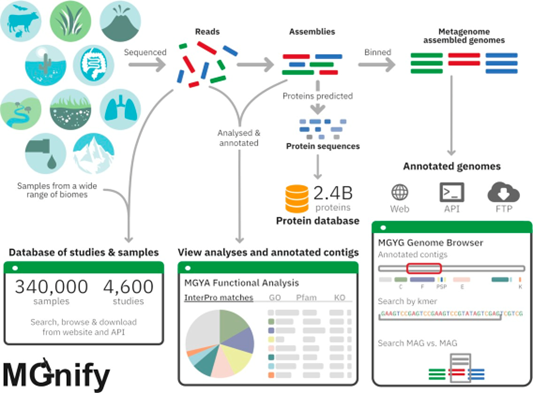 Reads
Assemblies
Metagenome
assembled genomes
Sequenced
Binned
Proteins predicted
Analysed &
annotated
Protein sequences
Annotated genomes
Samples from a wide
range of biomes
2.4B
proteins
Protein database
Web
API
FTP
Database of studies & samples
View analyses and annotated contigs
MGYG Genome Browser
Annotated contigs
C F PSP E R
Search by kmer
GAAGTCCGAGTCCGAAGTCCGTATAGTCGAGTCGTCG
Search MAG vs. MAG
340,000
samples
4,600
studies
Search, browse & download
from website and API
MGYA Functional Analysis
InterPro matches GO Pfam KO
MGnify